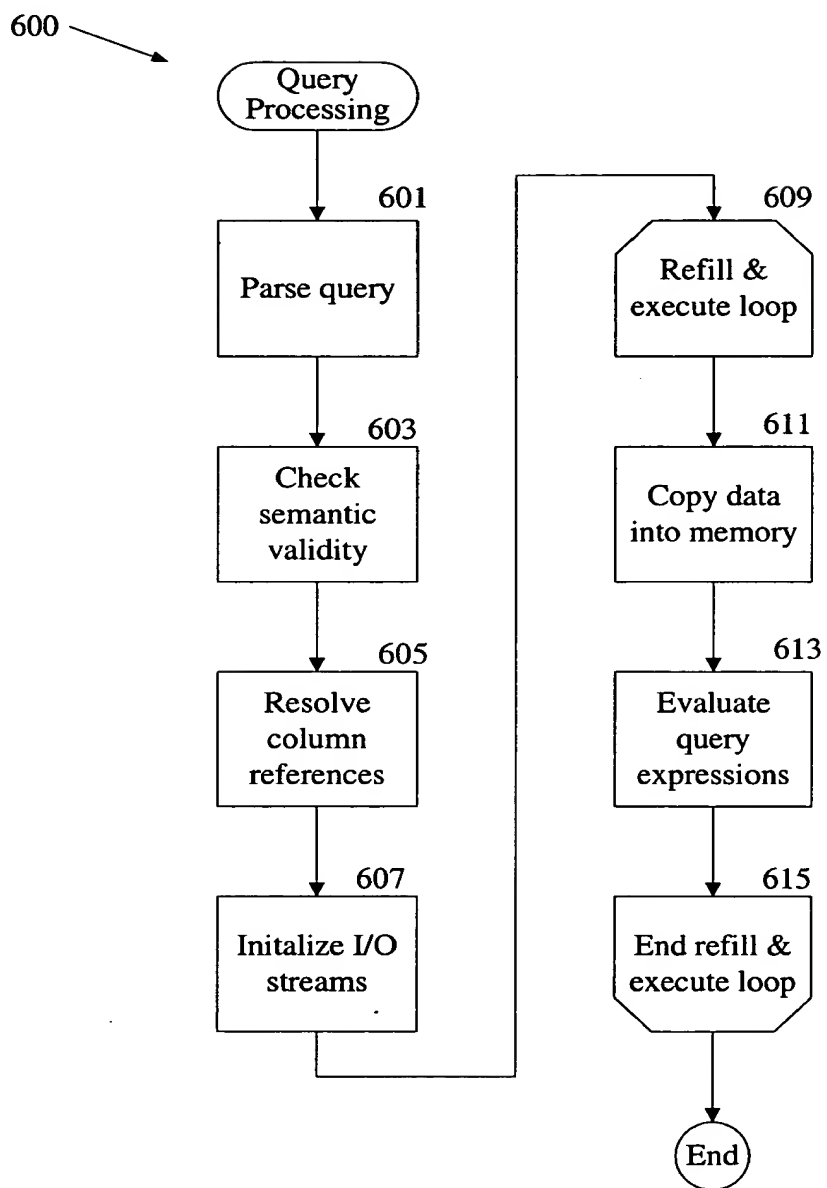 600
Query
Processing
601
Parse query
603
Check
semantic
validity
605
Resolve
column
references
607
Initalize I/O
streams
609
Refill &
execute loop
611
Copy data
into memory
613
Evaluate
query
expressions
615
End refill &
execute loop
End